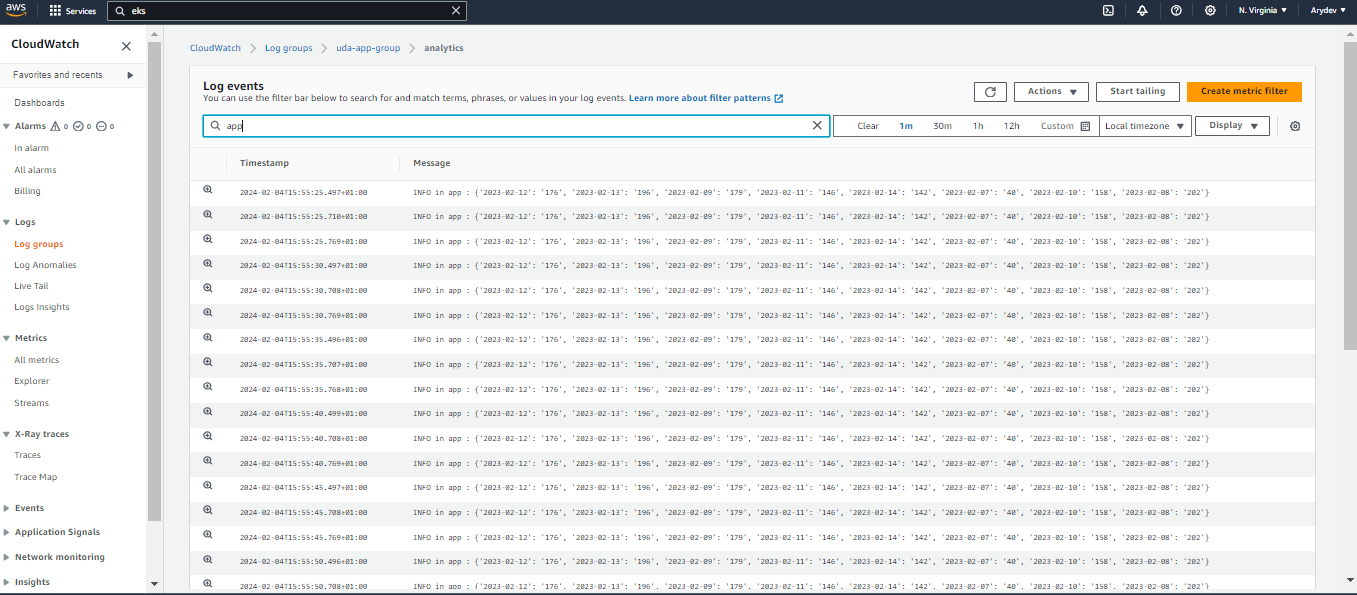 aws Services eks N. Virginia Arydev
CloudWatch
Favorites and recents
Dashboards
Alarms 0 0 0
In alarm
All alarms
Billing
Logs
Log groups
Log Anomalies
Live Tail
Logs Insights
Metrics
All metrics
Explorer
Streams
X-Ray traces
Traces
Trace Map
Events
Application Signals
Network monitoring
Insights
CloudWatch Log groups uda-app-group analytics
Log events
You can use the filter bar below to search for and match terms, phrases, or values in your log events. Learn more about filter patterns
Actions Start tailing Create metric filter
app Clear 1m 30m 1h 12h Custom Local timezone Display
Timestamp Message
2024-02-04T15:55:25.497+01:00 INFO in app : {'2023-02-12': '176', '2023-02-13': '196', '2023-02-09': '179', '2023-02-11': '146', '2023-02-14': '142', '2023-02-07': '40', '2023-02-10': '158', '2023-02-08': '202'}
2024-02-04T15:55:25.710+01:00 INFO in app : {'2023-02-12': '176', '2023-02-13': '196', '2023-02-09': '179', '2023-02-11': '146', '2023-02-14': '142', '2023-02-07': '40', '2023-02-10': '158', '2023-02-08': '202'}
2024-02-04T15:55:25.769+01:00 INFO in app : {'2023-02-12': '176', '2023-02-13': '196', '2023-02-09': '179', '2023-02-11': '146', '2023-02-14': '142', '2023-02-07': '40', '2023-02-10': '158', '2023-02-08': '202'}
2024-02-04T15:55:30.497+01:00 INFO in app : {'2023-02-12': '176', '2023-02-13': '196', '2023-02-09': '179', '2023-02-11': '146', '2023-02-14': '142', '2023-02-07': '40', '2023-02-10': '158', '2023-02-08': '202'}
2024-02-04T15:55:30.708+01:00 INFO in app : {'2023-02-12': '176', '2023-02-13': '196', '2023-02-09': '179', '2023-02-11': '146', '2023-02-14': '142', '2023-02-07': '40', '2023-02-10': '158', '2023-02-08': '202'}
2024-02-04T15:55:30.769+01:00 INFO in app : {'2023-02-12': '176', '2023-02-13': '196', '2023-02-09': '179', '2023-02-11': '146', '2023-02-14': '142', '2023-02-07': '40', '2023-02-10': '158', '2023-02-08': '202'}
2024-02-04T15:55:35.496+01:00 INFO in app : {'2023-02-12': '176', '2023-02-13': '196', '2023-02-09': '179', '2023-02-11': '146', '2023-02-14': '142', '2023-02-07': '40', '2023-02-10': '158', '2023-02-08': '202'}
2024-02-04T15:55:35.707+01:00 INFO in app : {'2023-02-12': '176', '2023-02-13': '196', '2023-02-09': '179', '2023-02-11': '146', '2023-02-14': '142', '2023-02-07': '40', '2023-02-10': '158', '2023-02-08': '202'}
2024-02-04T15:55:35.768+01:00 INFO in app : {'2023-02-12': '176', '2023-02-13': '196', '2023-02-09': '179', '2023-02-11': '146', '2023-02-14': '142', '2023-02-07': '40', '2023-02-10': '158', '2023-02-08': '202'}
2024-02-04T15:55:40.499+01:00 INFO in app : {'2023-02-12': '176', '2023-02-13': '196', '2023-02-09': '179', '2023-02-11': '146', '2023-02-14': '142', '2023-02-07': '40', '2023-02-10': '158', '2023-02-08': '202'}
2024-02-04T15:55:40.708+01:00 INFO in app : {'2023-02-12': '176', '2023-02-13': '196', '2023-02-09': '179', '2023-02-11': '146', '2023-02-14': '142', '2023-02-07': '40', '2023-02-10': '158', '2023-02-08': '202'}
2024-02-04T15:55:40.769+01:00 INFO in app : {'2023-02-12': '176', '2023-02-13': '196', '2023-02-09': '179', '2023-02-11': '146', '2023-02-14': '142', '2023-02-07': '40', '2023-02-10': '158', '2023-02-08': '202'}
2024-02-04T15:55:45.497+01:00 INFO in app : {'2023-02-12': '176', '2023-02-13': '196', '2023-02-09': '179', '2023-02-11': '146', '2023-02-14': '142', '2023-02-07': '40', '2023-02-10': '158', '2023-02-08': '202'}
2024-02-04T15:55:45.708+01:00 INFO in app : {'2023-02-12': '176', '2023-02-13': '196', '2023-02-09': '179', '2023-02-11': '146', '2023-02-14': '142', '2023-02-07': '40', '2023-02-10': '158', '2023-02-08': '202'}
2024-02-04T15:55:45.769+01:00 INFO in app : {'2023-02-12': '176', '2023-02-13': '196', '2023-02-09': '179', '2023-02-11': '146', '2023-02-14': '142', '2023-02-07': '40', '2023-02-10': '158', '2023-02-08': '202'}
2024-02-04T15:55:50.496+01:00 INFO in app : {'2023-02-12': '176', '2023-02-13': '196', '2023-02-09': '179', '2023-02-11': '146', '2023-02-14': '142', '2023-02-07': '40', '2023-02-10': '158', '2023-02-08': '202'}
2024-02-04T15:55:50.708+01:00 INFO in app : {'2023-02-12': '176', '2023-02-13': '196', '2023-02-09': '179', '2023-02-11': '146', '2023-02-14': '142', '2023-02-07': '40', '2023-02-10': '158', '2023-02-08': '202'}